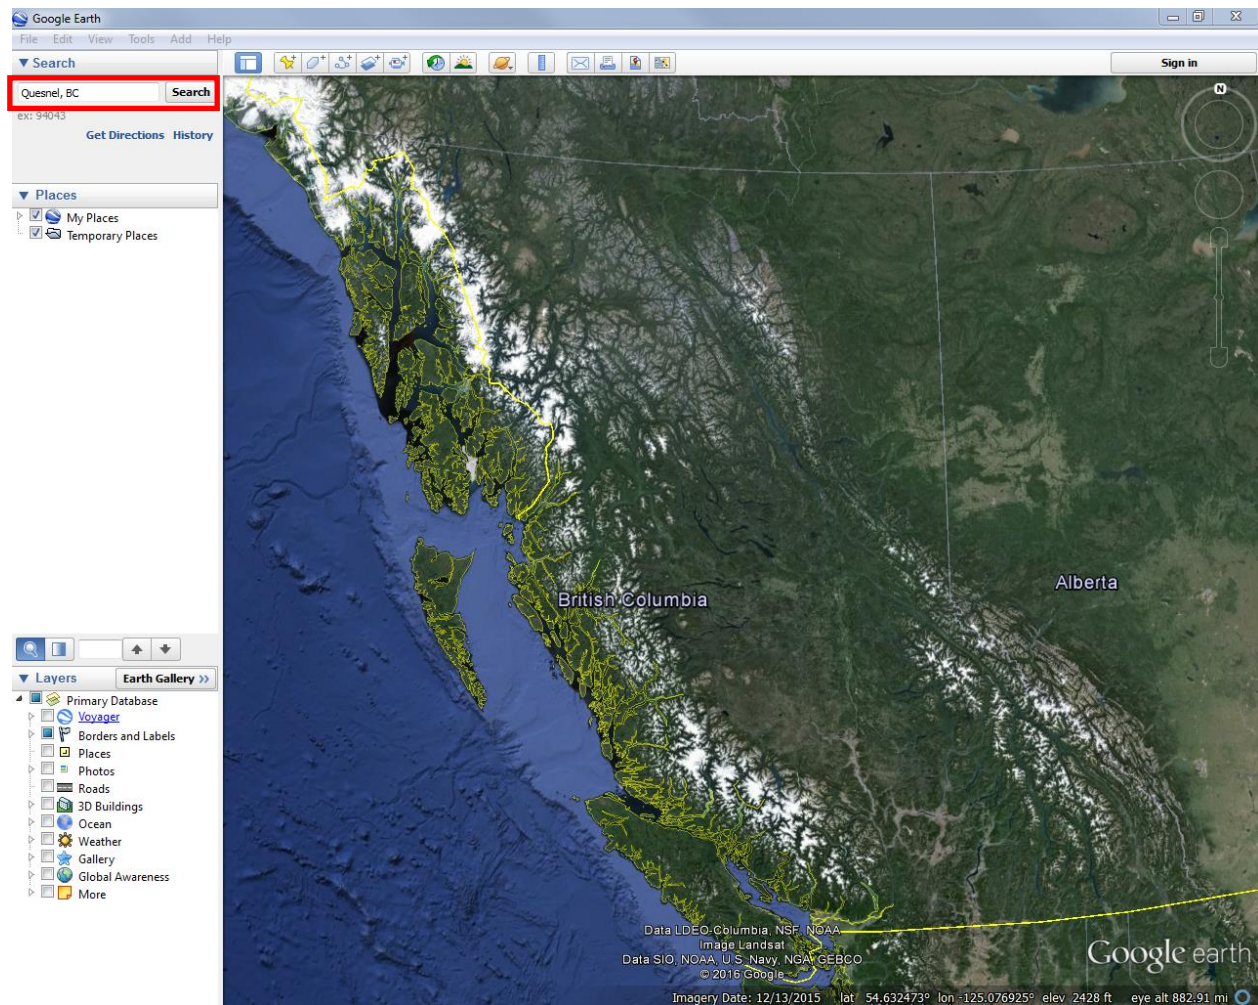 Google Earth
File Edit View Tools Add Help
▼ Search
Sign in
Quesnel, BC Search
ex: 94043
Get Directions History
N
▼ Places
My Places
Temporary Places
Alberta
British Columbia
▼ Layers Earth Gallery >>
Primary Database
Voyager
Borders and Labels
Places
Photos
Roads
3D Buildings
Ocean
Weather
Gallery
Global Awareness
More
Data LDEO-Columbia, NSF, NOAA
Image Landsat
Data SIO, NOAA, U.S. Navy, NGA, GEBCO
© 2016 Google
Google earth
Imagery Date: 12/13/2015 lat 54.632473° lon -125.076925° elev 2428 ft eye alt 882.91 mi